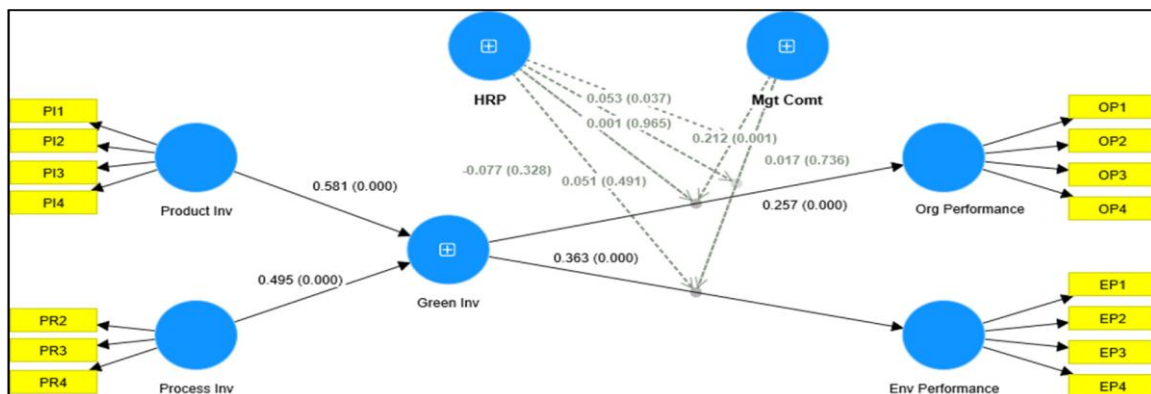 HRP
Mgt Comt
PI1
PI2
PI3
PI4
Product Inv
0.053 (0.037)
0.001 (0.965)
0.212 (0.001)
-0.077 (0.328)
0.051 (0.491)
0.017 (0.736)
OP1
OP2
OP3
OP4
Org Performance
0.581 (0.000)
0.257 (0.000)
0.495 (0.000)
Green Inv
0.363 (0.000)
PR2
PR3
PR4
Process Inv
EP1
EP2
EP3
EP4
Env Performance